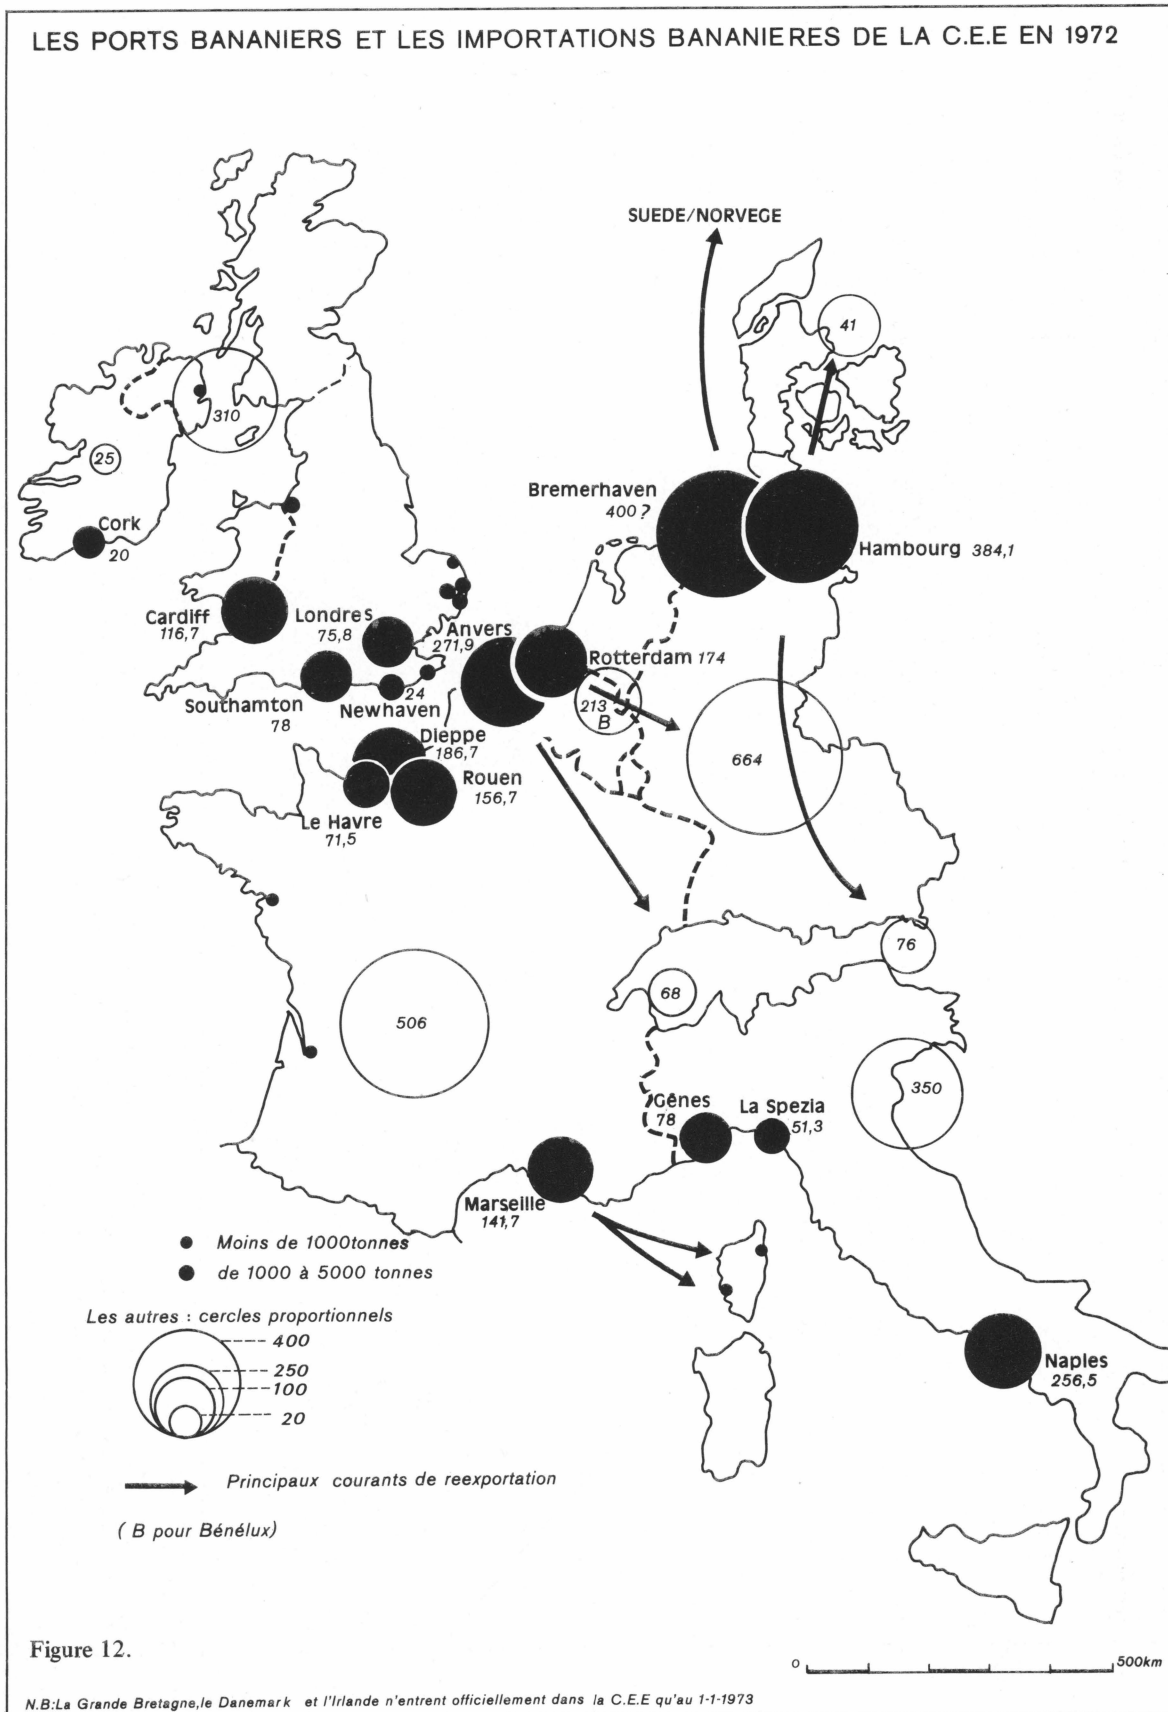 LES PORTS BANANIERS ET LES IMPORTATIONS BANANIERES DE LA C.E.E EN 1972
SUEDE/NORVEGE
41
310
25
Bremerhaven
400 ?
Cork
20
Hambourg 384,1
Cardiff
116,7
Londres
75,8
Anvers
271,9
Rotterdam 174
Southamton
78
24
Newhaven
213
B
Dieppe
186,7
664
Rouen
156,7
Le Havre
71,5
76
68
506
350
Gênes
78
La Spezia
51,3
Marseille
141,7
Moins de 1000tonnes
de 1000 à 5000 tonnes
Les autres : cercles proportionnels
400
250
100
20
Naples
256,5
Principaux courants de reexportation
( B pour Bénélux)
Figure 12.
0 500km
N.B:La Grande Bretagne,le Danemark et l'Irlande n'entrent officiellement dans la C.E.E qu'au 1-1-1973